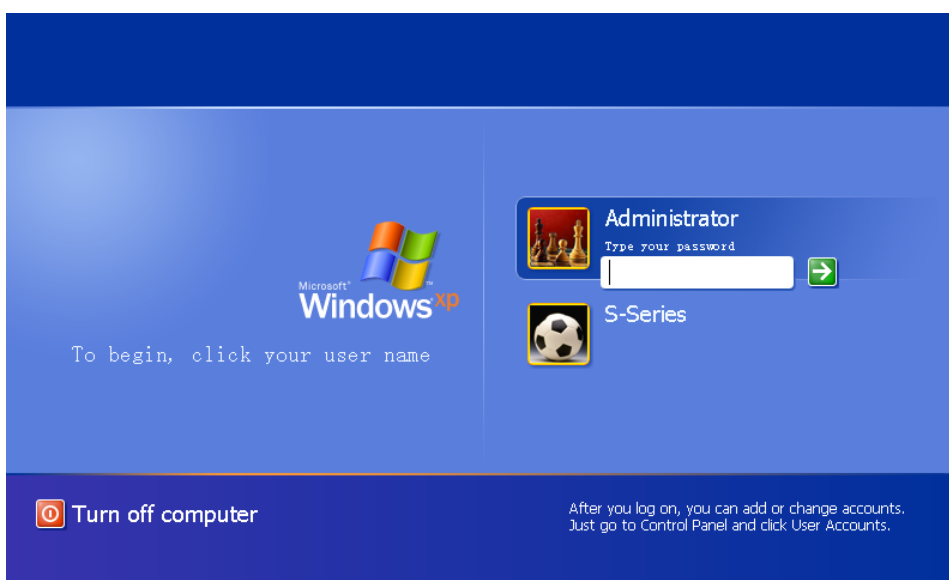 Microsoft®
Windows xp
To begin, click your user name
Administrator
Type your password
S-Series
Turn off computer
After you log on, you can add or change accounts.
Just go to Control Panel and click User Accounts.